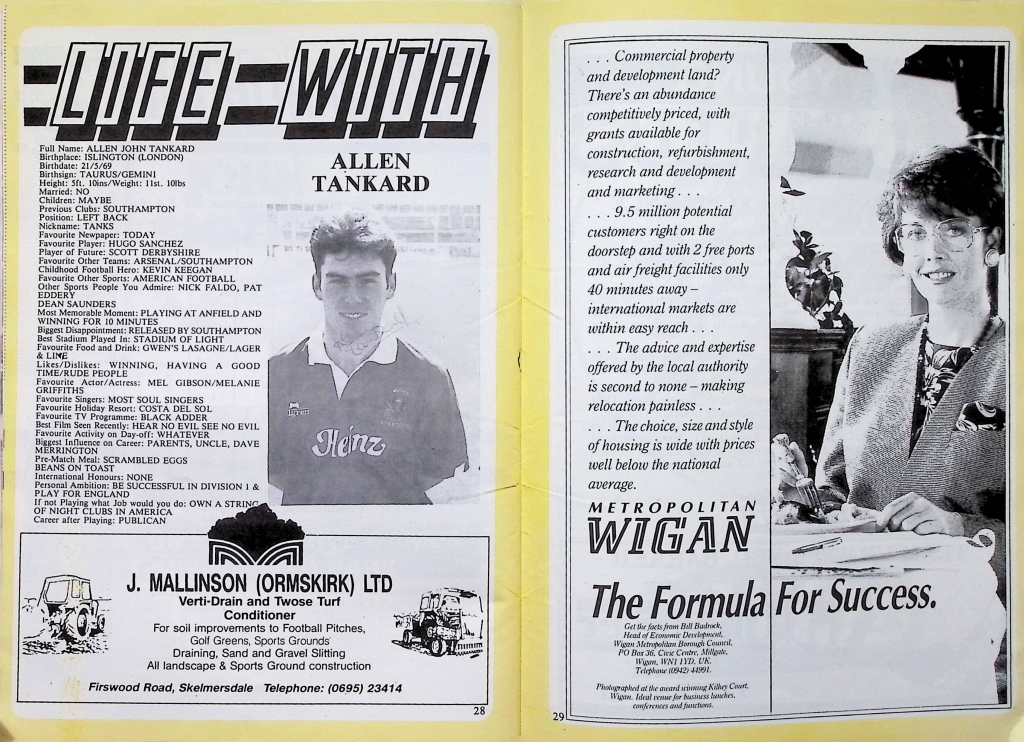 LIFE WITH
ALLEN
TANKARD
Full Name: ALLEN JOHN TANKARD
Birthplace: ISLINGTON (LONDON)
Birthdate: 21/5/69
Birthsign: TAURUS/GEMINI
Height: 5ft. 10ins/Weight: 11st. 10lbs
Married: NO
Children: MAYBE
Previous Clubs: SOUTHAMPTON
Position: LEFT BACK
Nickname: TANKS
Favourite Newpaper: TODAY
Favourite Player: HUGO SANCHEZ
Player of Future: SCOTT DERBYSHIRE
Favourite Other Teams: ARSENAL/SOUTHAMPTON
Childhood Football Hero: KEVIN KEEGAN
Favourite Other Sports: AMERICAN FOOTBALL
Other Sports People You Admire: NICK FALDO, PAT
EDDERY
DEAN SAUNDERS
Most Memorable Moment: PLAYING AT ANFIELD AND
WINNING FOR 10 MINUTES
Biggest Disappointment: RELEASED BY SOUTHAMPTON
Best Stadium Played In: STADIUM OF LIGHT
Favourite Food and Drink: GWEN'S LASAGNE/LAGER
& LIME
Likes/Dislikes: WINNING, HAVING A GOOD
TIME/RUDE PEOPLE
Favourite Actor/Actress: MEL GIBSON/MELANIE
GRIFFITHS
Favourite Singers: MOST SOUL SINGERS
Favourite Holiday Resort: COSTA DEL SOL
Favourite TV Programme: BLACK ADDER
Best Film Seen Recently: HEAR NO EVIL SEE NO EVIL
Favourite Activity on Day-off: WHATEVER
Biggest Influence on Career: PARENTS, UNCLE, DAVE
MERRINGTON
Pre-Match Meal: SCRAMBLED EGGS
BEANS ON TOAST
International Honours: NONE
Personal Ambition: BE SUCCESSFUL IN DIVISION 1 &
PLAY FOR ENGLAND
If not Playing what Job would you do: OWN A STRING
OF NIGHT CLUBS IN AMERICA
Career after Playing: PUBLICAN
Heinz
J. MALLINSON (ORMSKIRK) LTD
Verti-Drain and Twose Turf
Conditioner
For soil improvements to Football Pitches,
Golf Greens, Sports Grounds
Draining, Sand and Gravel Slitting
All landscape & Sports Ground construction
Firswood Road, Skelmersdale Telephone: (0695) 23414
28
. . . Commercial property
and development land?
There's an abundance
competitively priced, with
grants available for
construction, refurbishment,
research and development
and marketing . . .
. . . 9.5 million potential
customers right on the
doorstep and with 2 free ports
and air freight facilities only
40 minutes away –
international markets are
within easy reach . . .
. . . The advice and expertise
offered by the local authority
is second to none – making
relocation painless . . .
. . . The choice, size and style
of housing is wide with prices
well below the national
average.
METROPOLITAN
WIGAN
The Formula For Success.
Get the facts from Bill Badrock,
Head of Economic Development,
Wigan Metropolitan Borough Council,
PO Box 36, Civic Centre, Millgate,
Wigan, WN1 1YD. UK.
Telephone (0942) 44991.
Photographed at the award winning Kilhey Court,
Wigan. Ideal venue for business lunches,
conferences and functions.
29